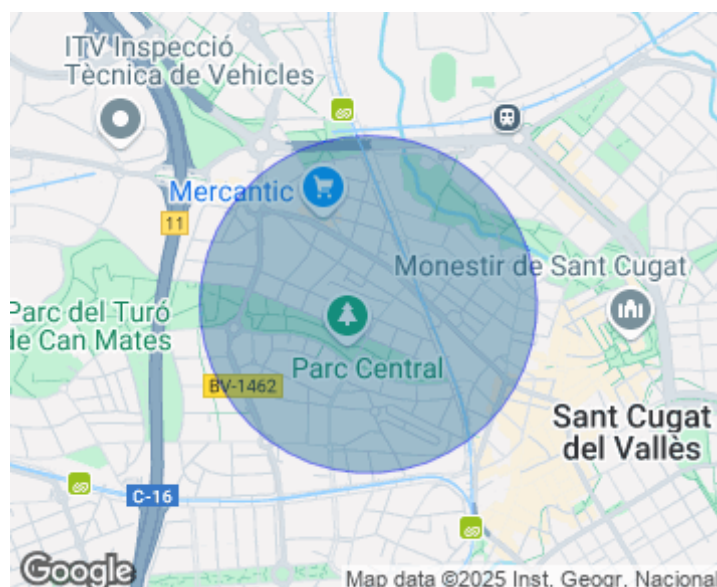 ITV Inspecció
Tècnica de Vehicles
Mercantic
11
Monestir de Sant Cugat
Parc del Turó
de Can Mates
Parc Central
BV-1462
Sant Cugat
del Vallès
C-16
Google
Map data ©2025 Inst. Geogr. Nacional